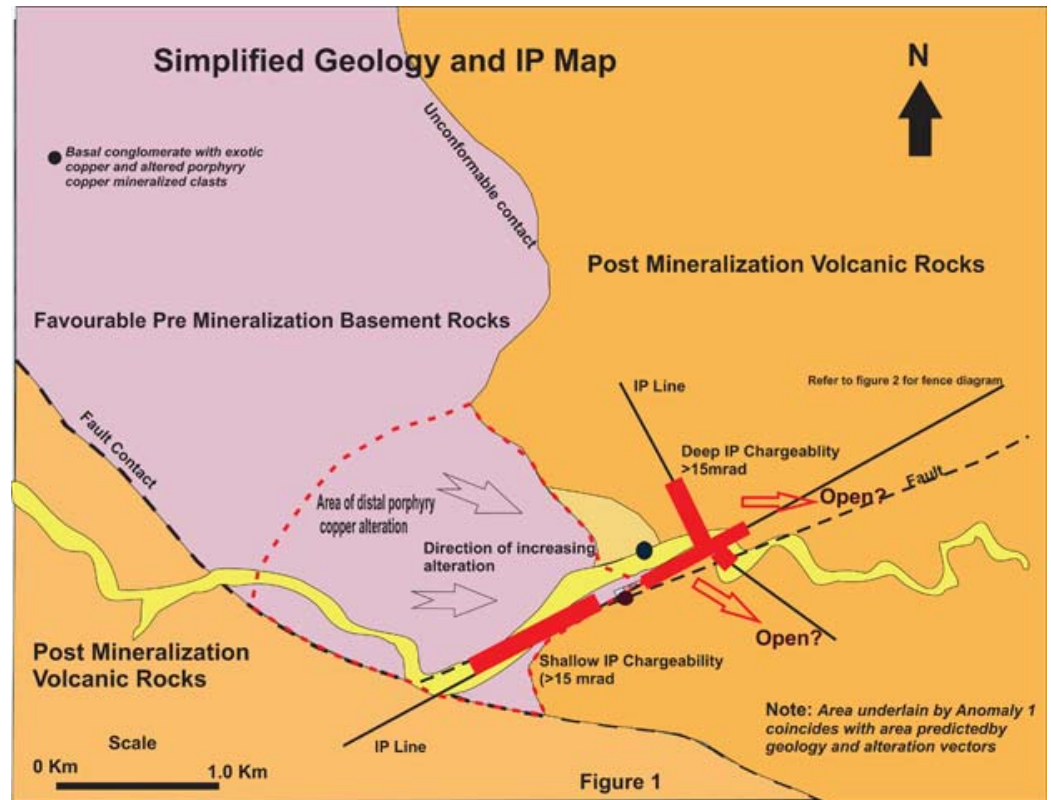 Simplified Geology and IP Map
N
Unconformable contact
Basal conglomerate with exotic
copper and altered porphyry
copper mineralized clasts
Post Mineralization Volcanic Rocks
Favourable Pre Mineralization Basement Rocks
IP Line
Refer to figure 2 for fence diagram
Fault Contact
Deep IP Chargeablity
>15mrad
Fault
Open?
Area of distal porphyry
copper alteration
Direction of increasing
alteration
Open?
Post Mineralization
Volcanic Rocks
Shallow IP Chargeability
(>15 mrad
Note: Area underlain by Anomaly 1
coincides with area predictedby
geology and alteration vectors
IP Line
Scale
0 Km
1.0 Km
Figure 1